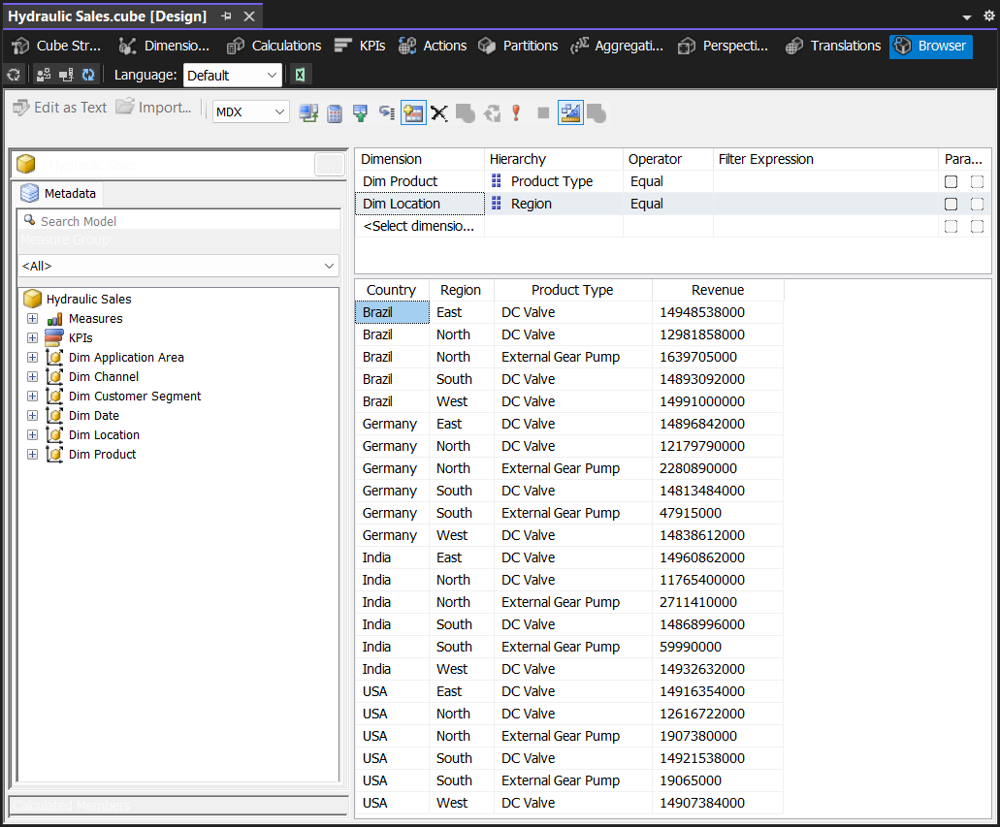 Hydraulic Sales.cube [Design]
Cube Str... Dimensio... Calculations KPIs Actions Partitions Aggregati... Perspecti... Translations Browser
Language: Default
Edit as Text Import... MDX
Hydraulic Sales ...
Metadata
Search Model
Measure Group:
<All>
Hydraulic Sales
Measures
KPIs
Dim Application Area
Dim Channel
Dim Customer Segment
Dim Date
Dim Location
Dim Product
Calculated Members
Dimension Hierarchy Operator Filter Expression Para...
Dim Product Product Type Equal
Dim Location Region Equal
<Select dimensio...
Country Region Product Type Revenue
Brazil East DC Valve 14948538000
Brazil North DC Valve 12981858000
Brazil North External Gear Pump 1639705000
Brazil South DC Valve 14893092000
Brazil West DC Valve 14991000000
Germany East DC Valve 14896842000
Germany North DC Valve 12179790000
Germany North External Gear Pump 2280890000
Germany South DC Valve 14813484000
Germany South External Gear Pump 47915000
Germany West DC Valve 14838612000
India East DC Valve 14960862000
India North DC Valve 11765400000
India North External Gear Pump 2711410000
India South DC Valve 14868996000
India South External Gear Pump 59990000
India West DC Valve 14932632000
USA East DC Valve 14916354000
USA North DC Valve 12616722000
USA North External Gear Pump 1907380000
USA South DC Valve 14921538000
USA South External Gear Pump 19065000
USA West DC Valve 14907384000